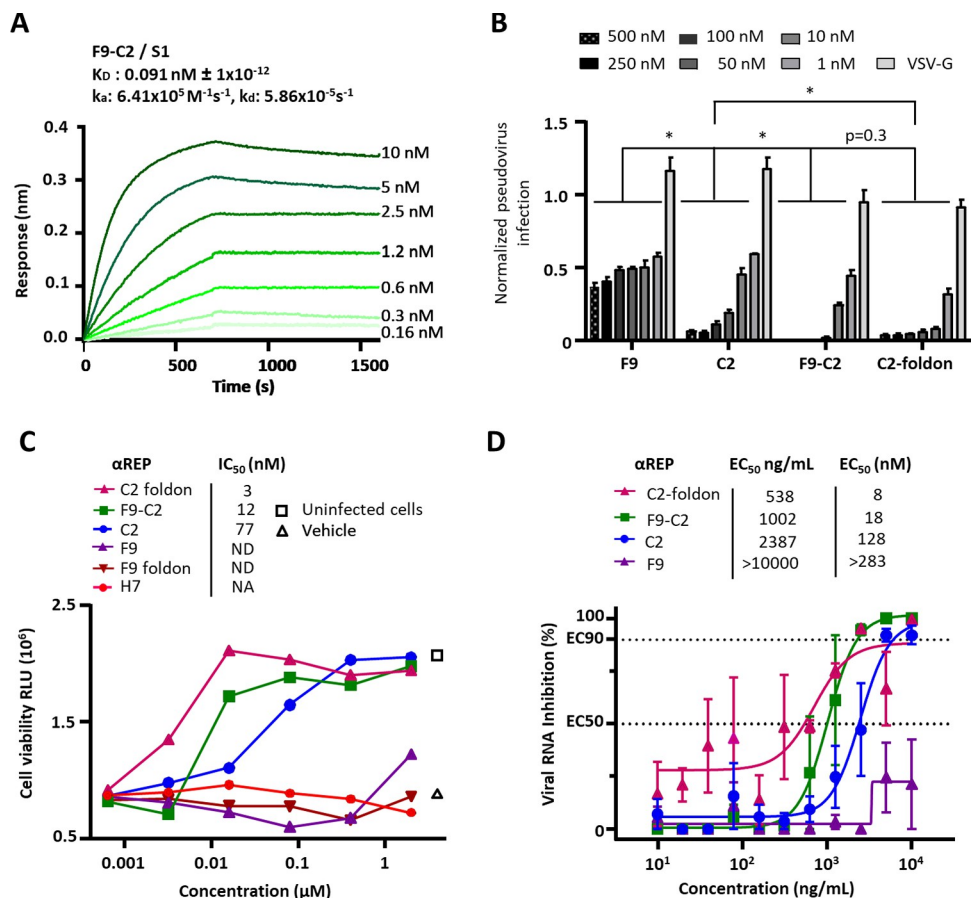 A
F9-C2 / S1
KD : 0.091 nM ± 1x10-12
ka: 6.41x105 M-1s-1, kd: 5.86x10-5s-1
Response (nm)
0.4
0.3
0.2
0.1
0.0
10 nM
5 nM
2.5 nM
1.2 nM
0.6 nM
0.3 nM
0.16 nM
0 500 1000 1500
Time (s)
B
500 nM 100 nM 10 nM
250 nM 50 nM 1 nM VSV-G
*
* * p=0.3
Normalized pseudovirus
infection
1.5
1.0
0.5
0
F9 C2 F9-C2 C2-foldon
C
αREP IC50 (nM)
C2 foldon 3
F9-C2 12
C2 77
F9 ND
F9 foldon ND
H7 NA
Uninfected cells
Vehicle
Cell viability RLU (106)
2.5
1.5
0.5
0.001 0.01 0.1 1
Concentration (μM)
D
αREP EC50 ng/mL EC50 (nM)
C2-foldon 538 8
F9-C2 1002 18
C2 2387 128
F9 >10000 >283
Viral RNA Inhibition (%)
100
EC90
EC50
0
101 102 103 104
Concentration (ng/mL)